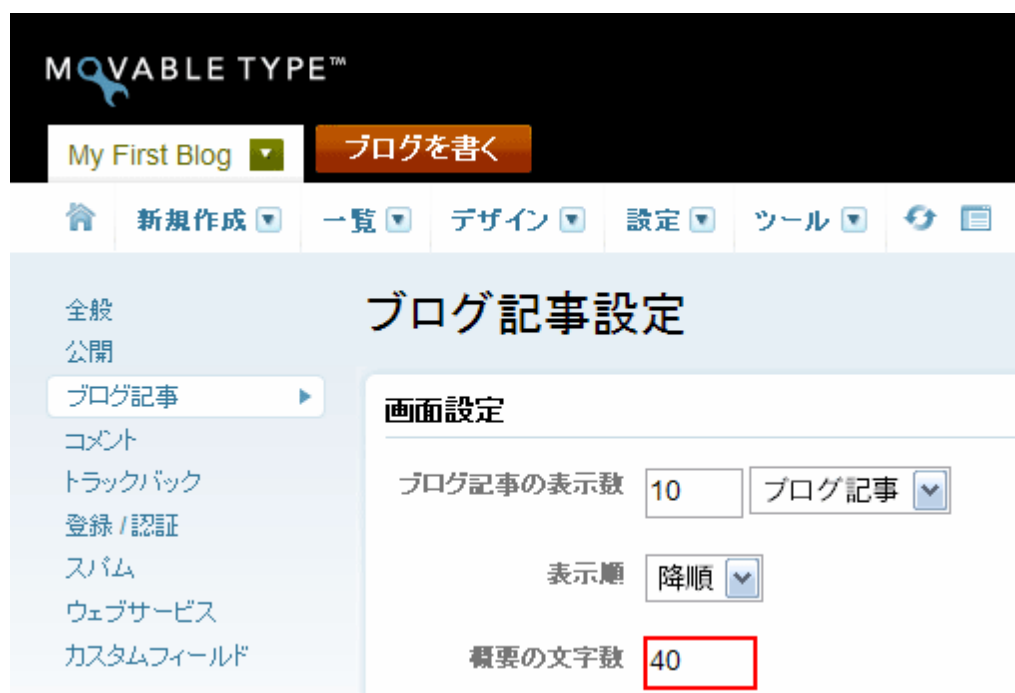 MOVABLE TYPE™
My First Blog ブログを書く
新規作成 一覧 デザイン 設定 ツール
全般
公開
ブログ記事
コメント
トラックバック
登録 / 認証
スパム
ウェブサービス
カスタムフィールド
ブログ記事設定
画面設定
ブログ記事の表示数 10 ブログ記事
表示順 降順
概要の文字数 40